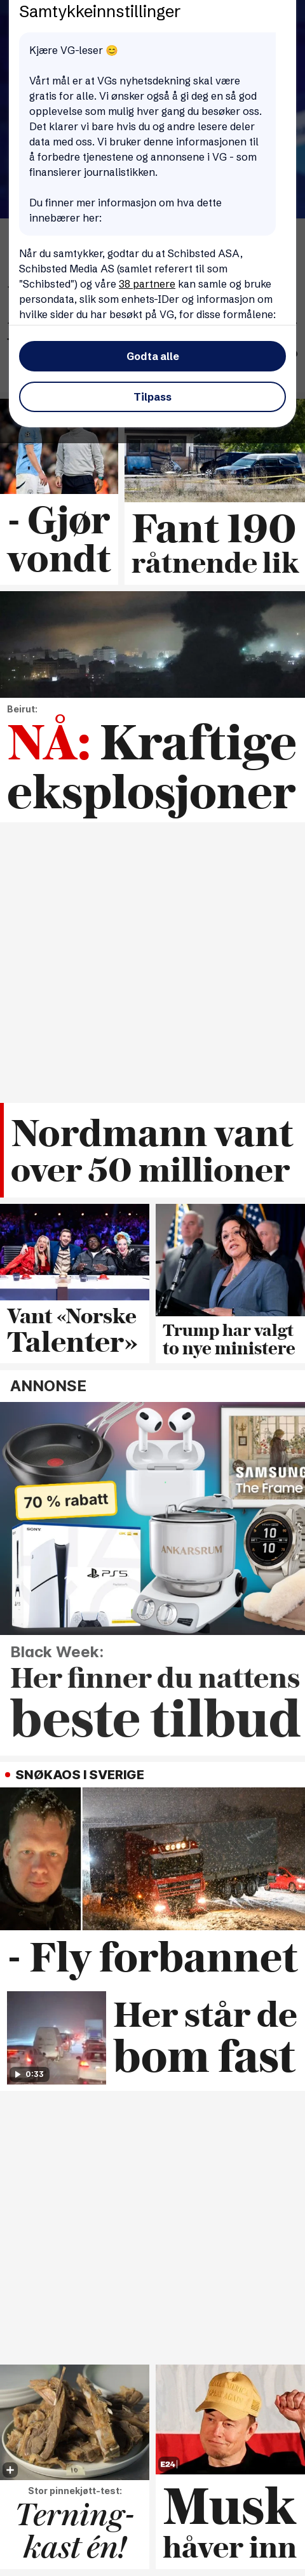 Samtykkeinnstillinger
Kjære VG-leser 😊
Vårt mål er at VGs nyhetsdekning skal være
gratis for alle. Vi ønsker også å gi deg en så god
opplevelse som mulig hver gang du besøker oss.
Det klarer vi bare hvis du og andre lesere deler
data med oss. Vi bruker denne informasjonen til
å forbedre tjenestene og annonsene i VG - som
finansierer journalistikken.
Du finner mer informasjon om hva dette
innebærer her:
Når du samtykker, godtar du at Schibsted ASA,
Schibsted Media AS (samlet referert til som
"Schibsted") og våre 38 partnere kan samle og bruke
persondata, slik som enhets-IDer og informasjon om
hvilke sider du har besøkt på VG, for disse formålene:
Godta alle
Tilpass
- Gjør
vondt
Fant 190
råtnende lik
Beirut:
NÅ: Kraftige
eksplosjoner
Nordmann vant
over 50 millioner
Vant «Norske
Talenter»
Trump har valgt
to nye ministere
ANNONSE
SAMSUNG
The Frame
70 % rabatt
SONY
PS5
ANKARSRUM
10
10
Black Week:
Her finner du nattens
beste tilbud
SNØKAOS I SVERIGE
- Fly forbannet
0:33
Her står de
bom fast
E24
Stor pinnekjøtt-test:
Terning-
kast én!
Musk
håver inn